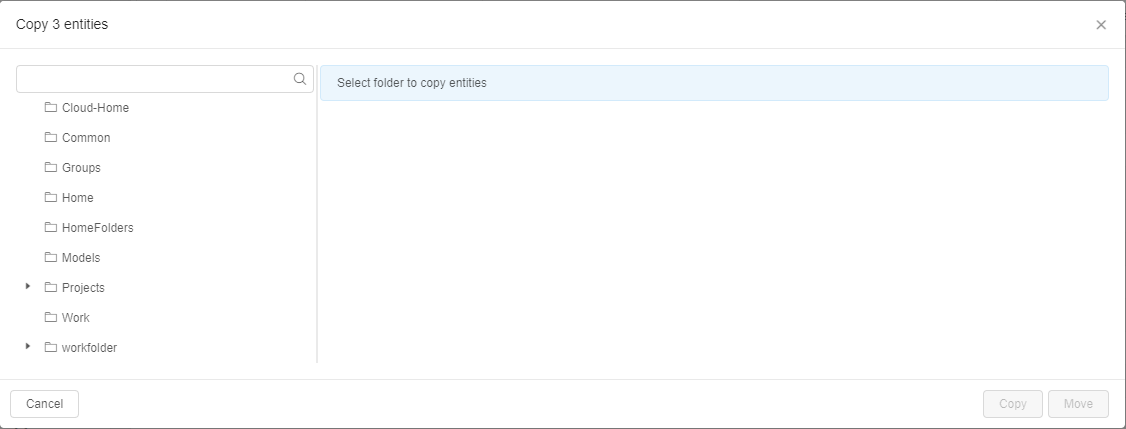 Copy 3 entities
Select folder to copy entities
Cloud-Home
Common
Groups
Home
HomeFolders
Models
Projects
Work
workfolder
Cancel
Copy
Move